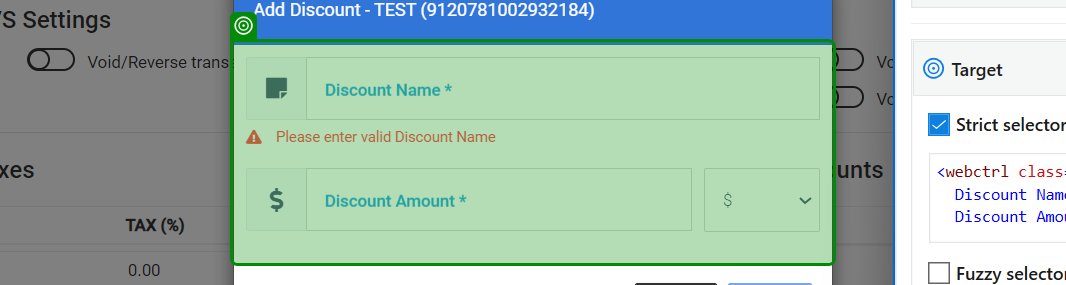 Add Discount - TEST (9120781002932184)
/S Settings
Void/Reverse trans
Vo
Vo
Target
Discount Name *
Strict selector
Please enter valid Discount Name
<webctrl class=
Discount Name
Discount Amou
xes
unts
$
Discount Amount *
$
TAX (%)
0.00
Fuzzy selector